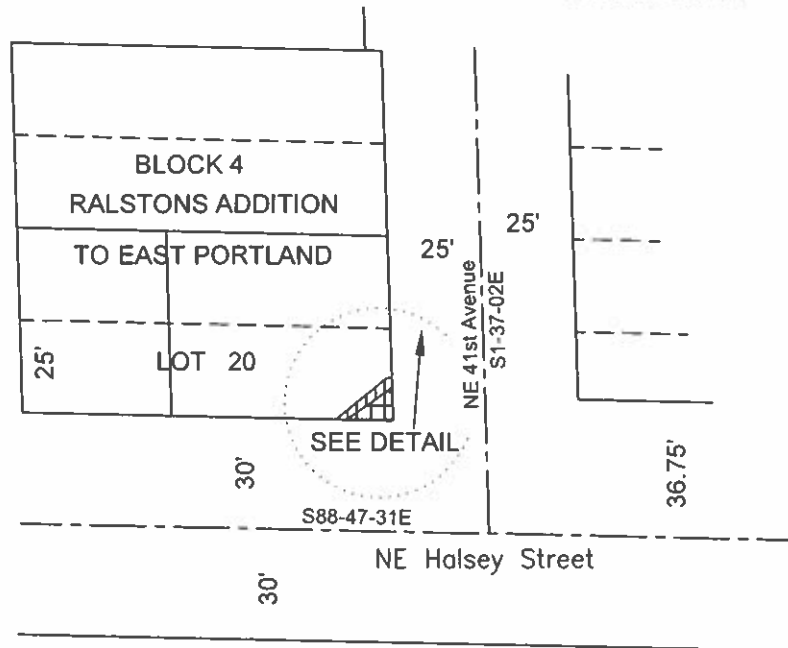 BLOCK 4
RALSTONS ADDITION
TO EAST PORTLAND
25'
25'
NE 41st Avenue
S1-37-02E
25'
LOT 20
SEE DETAIL
30'
36.75'
S88-47-31E
NE Halsey Street
30'